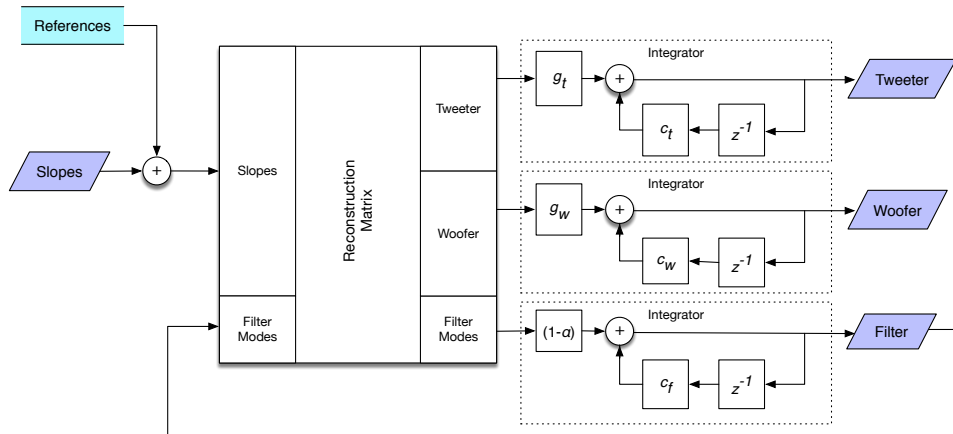 References
Slopes
+
Slopes
Filter
Modes
Reconstruction
Matrix
Tweeter
Woofer
Filter
Modes
Integrator
g_t
+
c_t
z^-1
Tweeter
Integrator
g_w
+
c_w
z^-1
Woofer
Integrator
(1-α)
+
c_f
z^-1
Filter